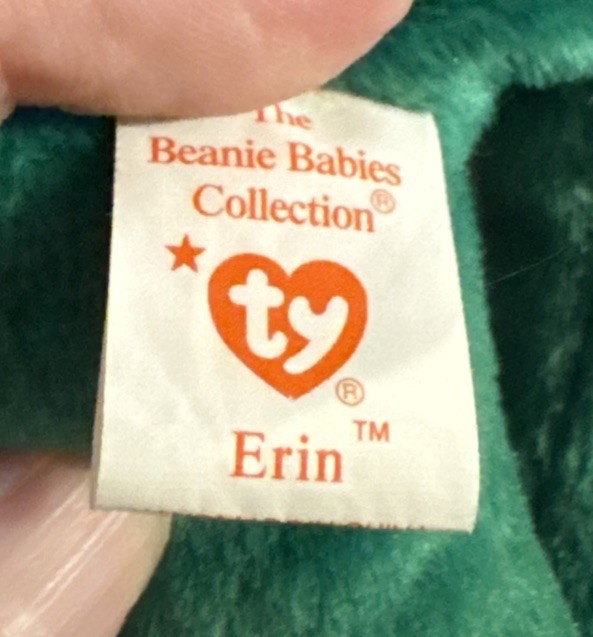 The
Beanie Babies
Collection®
★
ty
®
Erin™